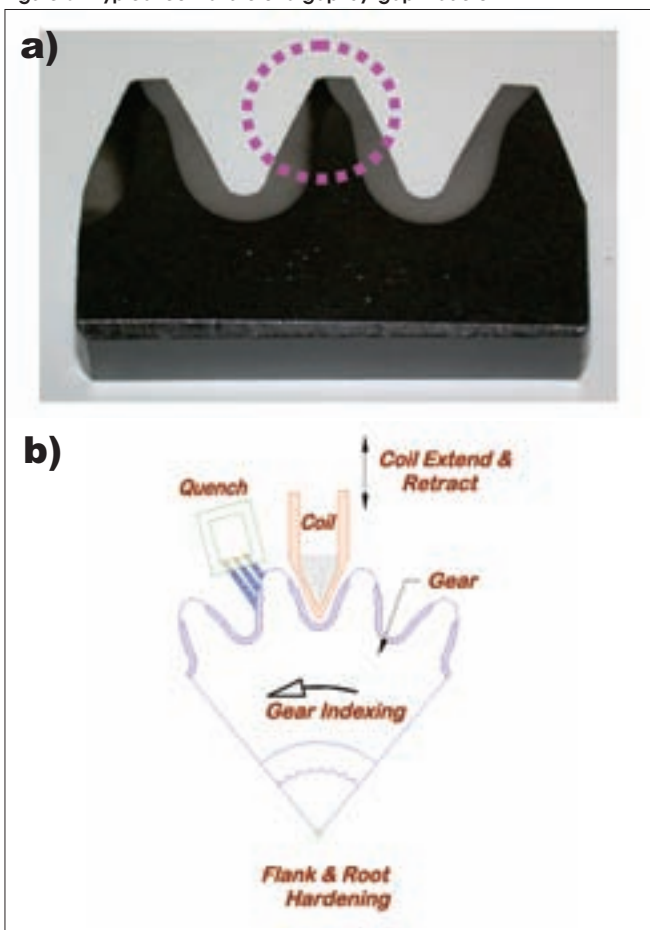 a)
b)
Coil Extend &
Retract
Quench
Coil
Gear
Gear Indexing
Flank & Root
Hardening